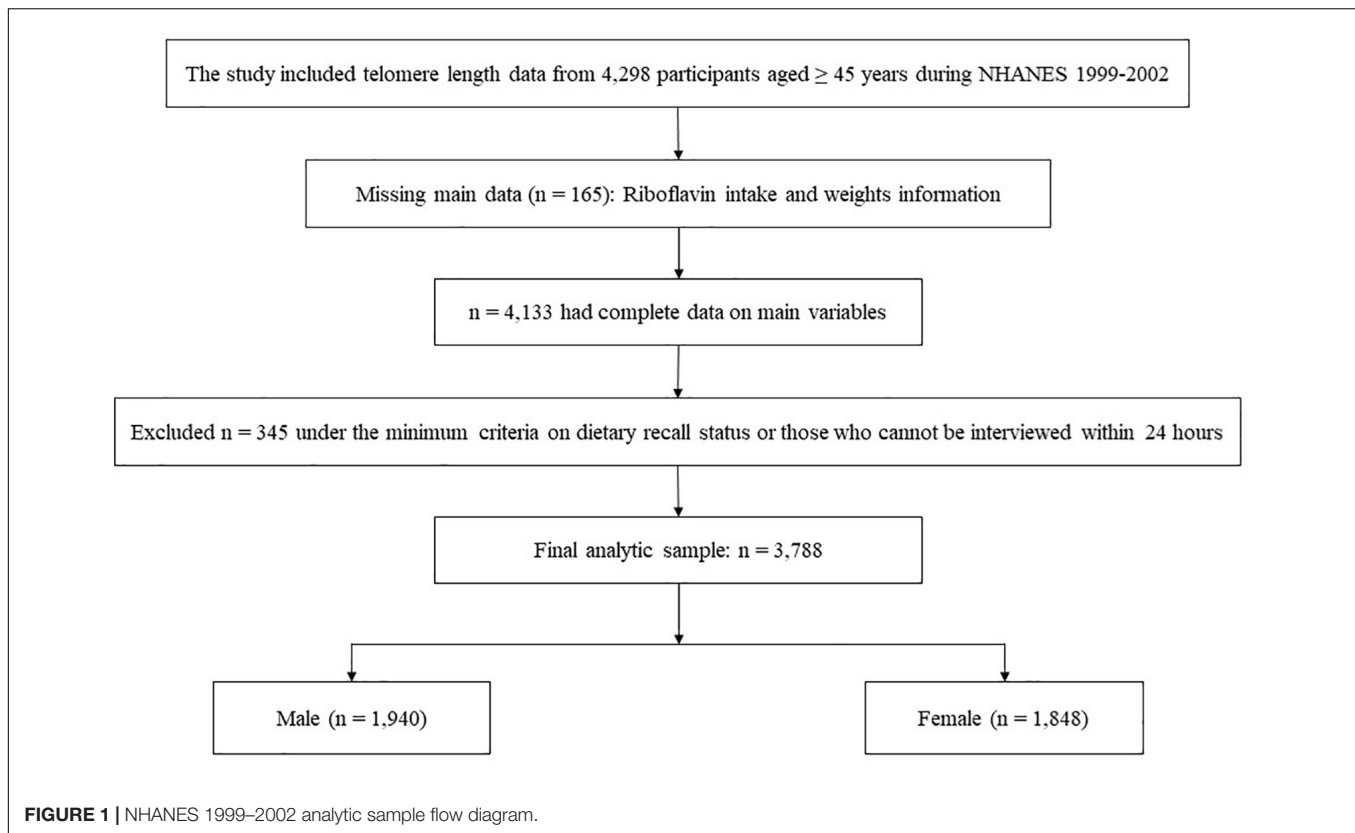 The study included telomere length data from 4,298 participants aged ≥ 45 years during NHANES 1999-2002
Missing main data (n = 165): Riboflavin intake and weights information
n = 4,133 had complete data on main variables
Excluded n = 345 under the minimum criteria on dietary recall status or those who cannot be interviewed within 24 hours
Final analytic sample: n = 3,788
Male (n = 1,940)
Female (n = 1,848)
FIGURE 1 | NHANES 1999–2002 analytic sample flow diagram.